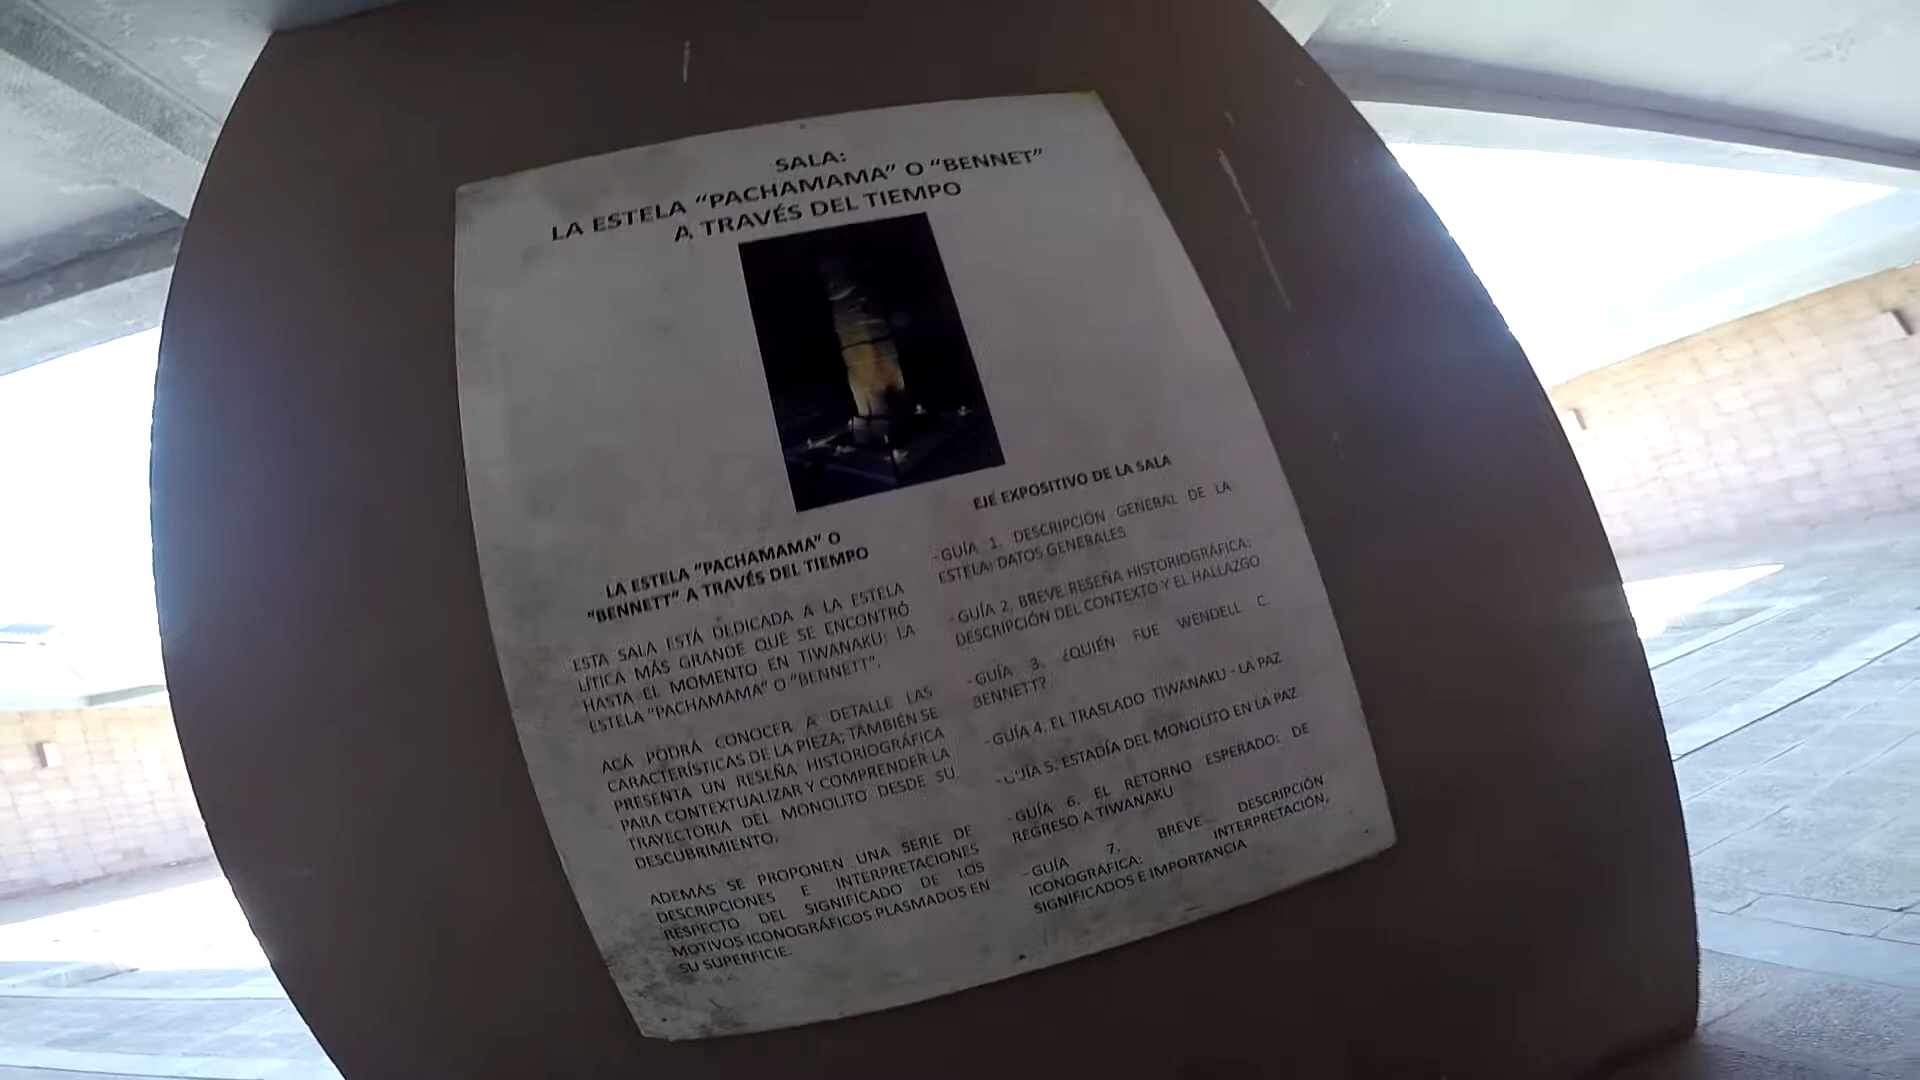 SALA:
LA ESTELA “PACHAMAMA” O “BENNET”
A TRAVÉS DEL TIEMPO
LA ESTELA “PACHAMAMA” O
“BENNETT” A TRAVÉS DEL TIEMPO
ESTA SALA ESTÁ DEDICADA A LA ESTELA
LÍTICA MÁS GRANDE QUE SE ENCONTRÓ
HASTA EL MOMENTO EN TIWANAKU: LA
ESTELA “PACHAMAMA” O “BENNETT”.
ACÁ PODRÁ CONOCER A DETALLE LAS
CARACTERÍSTICAS DE LA PIEZA; TAMBIÉN SE
PRESENTA UN RESEÑA HISTORIOGRÁFICA
PARA CONTEXTUALIZAR Y COMPRENDER LA
TRAYECTORIA DEL MONOLITO DESDE SU
DESCUBRIMIENTO.
ADEMÁS SE PROPONEN UNA SERIE DE
DESCRIPCIONES E INTERPRETACIONES
RESPECTO DEL SIGNIFICADO DE LOS
MOTIVOS ICONOGRÁFICOS PLASMADOS EN
SU SUPERFICIE.
EJE EXPOSITIVO DE LA SALA
- GUÍA 1. DESCRIPCIÓN GENERAL DE LA
ESTELA: DATOS GENERALES
- GUÍA 2. BREVE RESEÑA HISTORIOGRÁFICA:
DESCRIPCIÓN DEL CONTEXTO Y EL HALLAZGO
- GUÍA 3. ¿QUIÉN FUE WENDELL C.
BENNETT?
- GUÍA 4. EL TRASLADO TIWANAKU - LA PAZ
- GUÍA 5. ESTADÍA DEL MONOLITO EN LA PAZ
- GUÍA 6. EL RETORNO ESPERADO: DE
REGRESO A TIWANAKU
- GUÍA 7. BREVE DESCRIPCIÓN
ICONOGRÁFICA: INTERPRETACIÓN,
SIGNIFICADOS E IMPORTANCIA